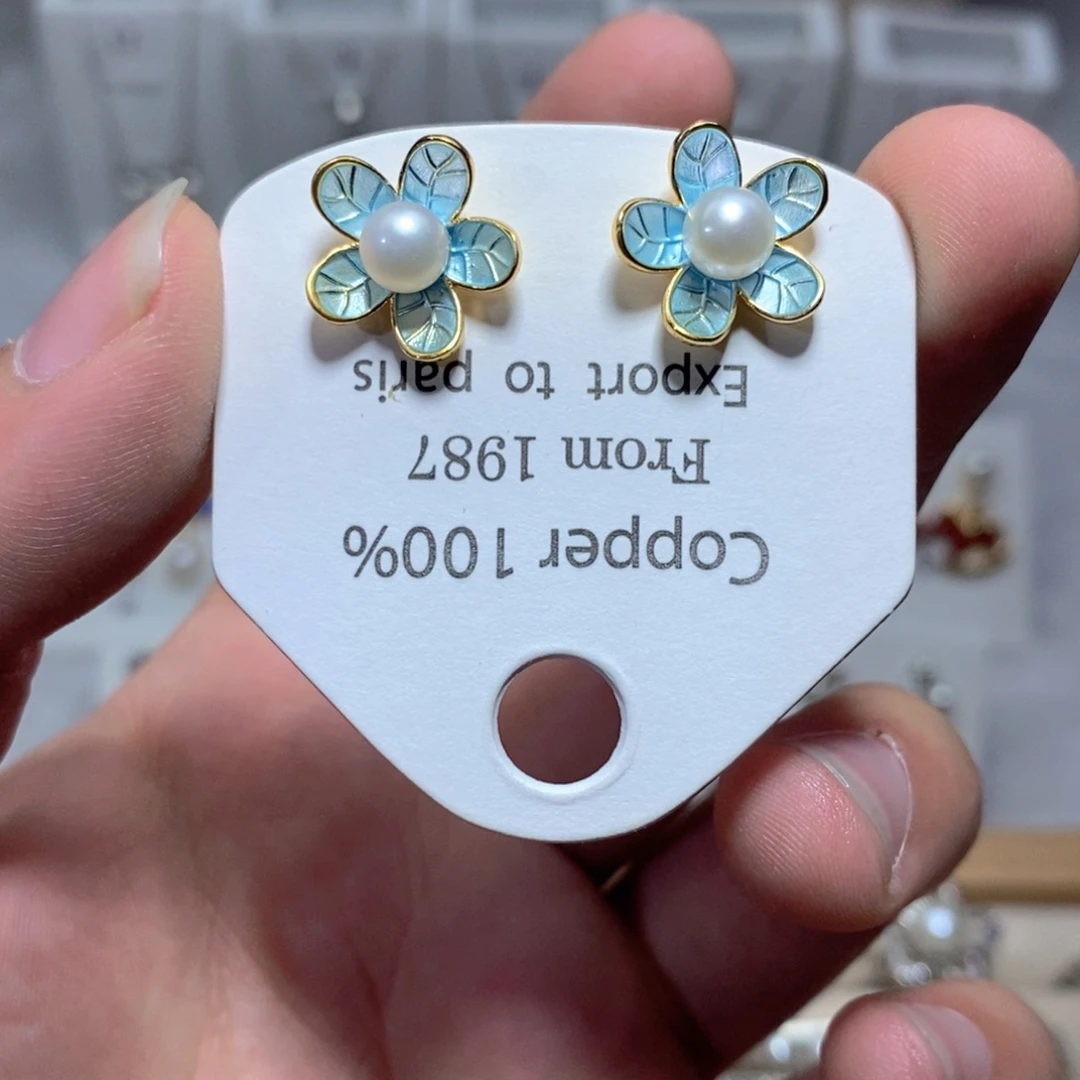 Copper 100%
From 1987
Export to paris